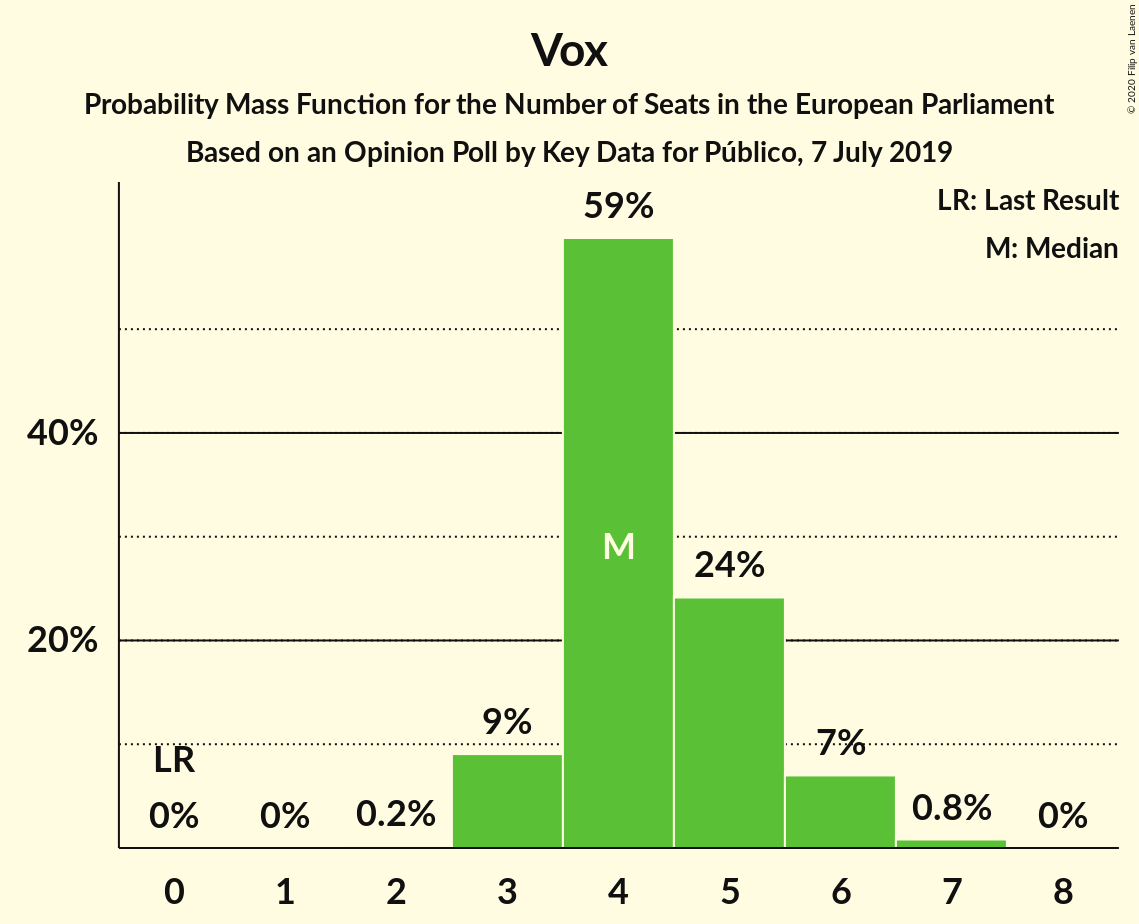 Vox
Probability Mass Function for the Number of Seats in the European Parliament
Based on an Opinion Poll by Key Data for Público, 7 July 2019
© 2020 Filip van Laenen
LR: Last Result
M: Median
59%
40%
M
24%
20%
9%
7%
LR
0%
0%
0.2%
0.8%
0%
0 1 2 3 4 5 6 7 8